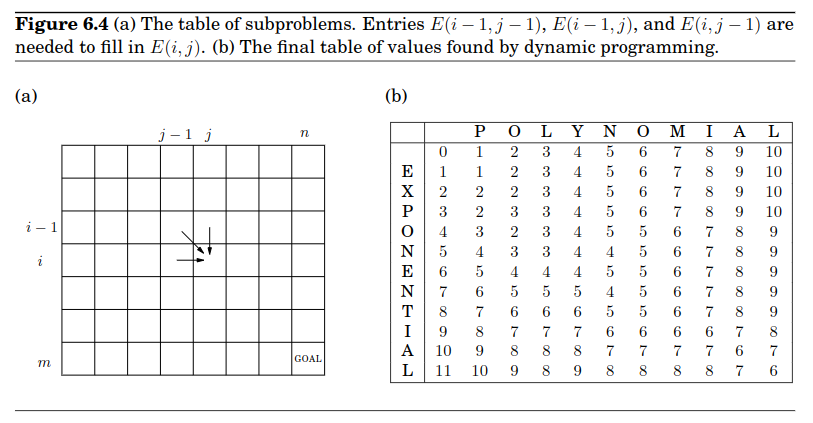 Figure 6.4 (a) The table of subproblems. Entries E(i − 1, j − 1), E(i − 1, j), and E(i, j − 1) are
needed to fill in E(i, j). (b) The final table of values found by dynamic programming.
(a)
j − 1 j n
i − 1
i
m
GOAL
(b)
P O L Y N O M I A L
0 1 2 3 4 5 6 7 8 9 10
E 1 1 2 3 4 5 6 7 8 9 10
X 2 2 2 3 4 5 6 7 8 9 10
P 3 2 3 3 4 5 6 7 8 9 10
O 4 3 2 3 4 5 5 6 7 8 9
N 5 4 3 3 4 4 5 6 7 8 9
E 6 5 4 4 4 5 5 6 7 8 9
N 7 6 5 5 5 4 5 6 7 8 9
T 8 7 6 6 6 5 5 6 7 8 9
I 9 8 7 7 7 6 6 6 6 7 8
A 10 9 8 8 8 7 7 7 7 6 7
L 11 10 9 8 9 8 8 8 8 7 6